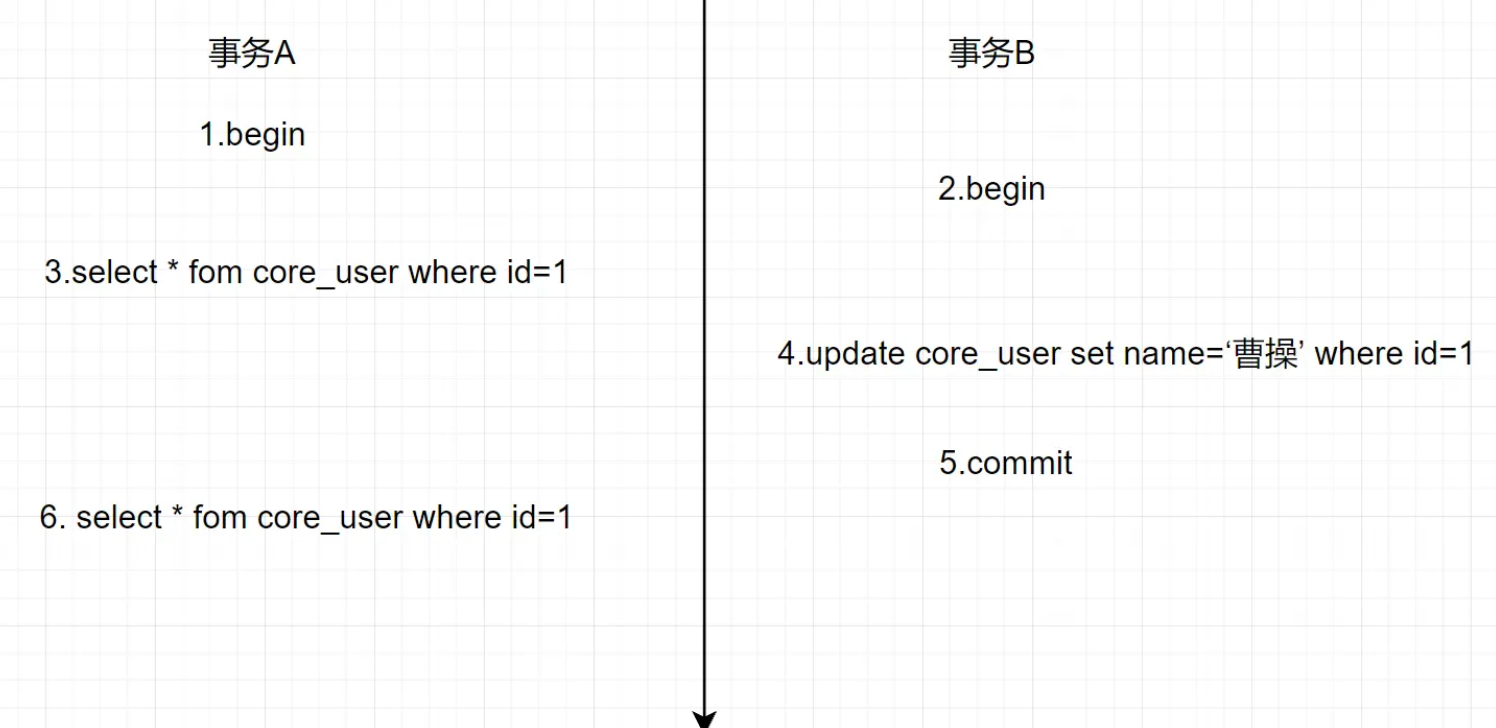 事务A
事务B
1.begin
2.begin
3.select * fom core_user where id=1
4.update core_user set name=‘曹操’ where id=1
5.commit
6. select * fom core_user where id=1